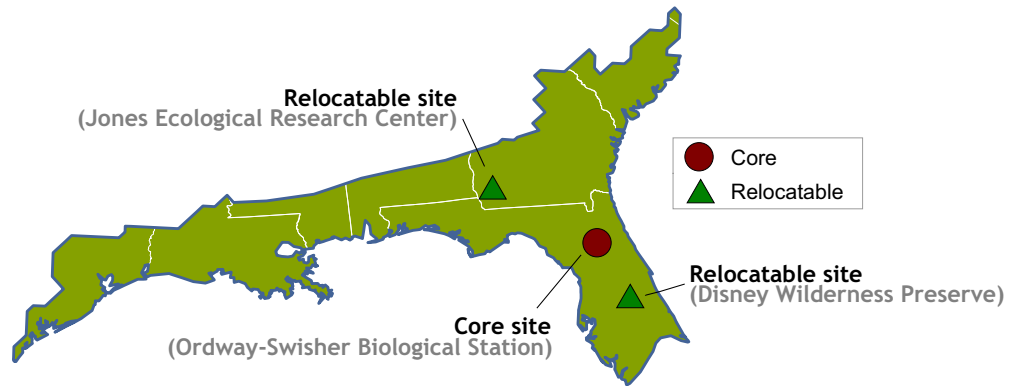 Relocatable site
(Jones Ecological Research Center)
Core
Relocatable
Relocatable site
(Disney Wilderness Preserve)
Core site
(Ordway-Swisher Biological Station)